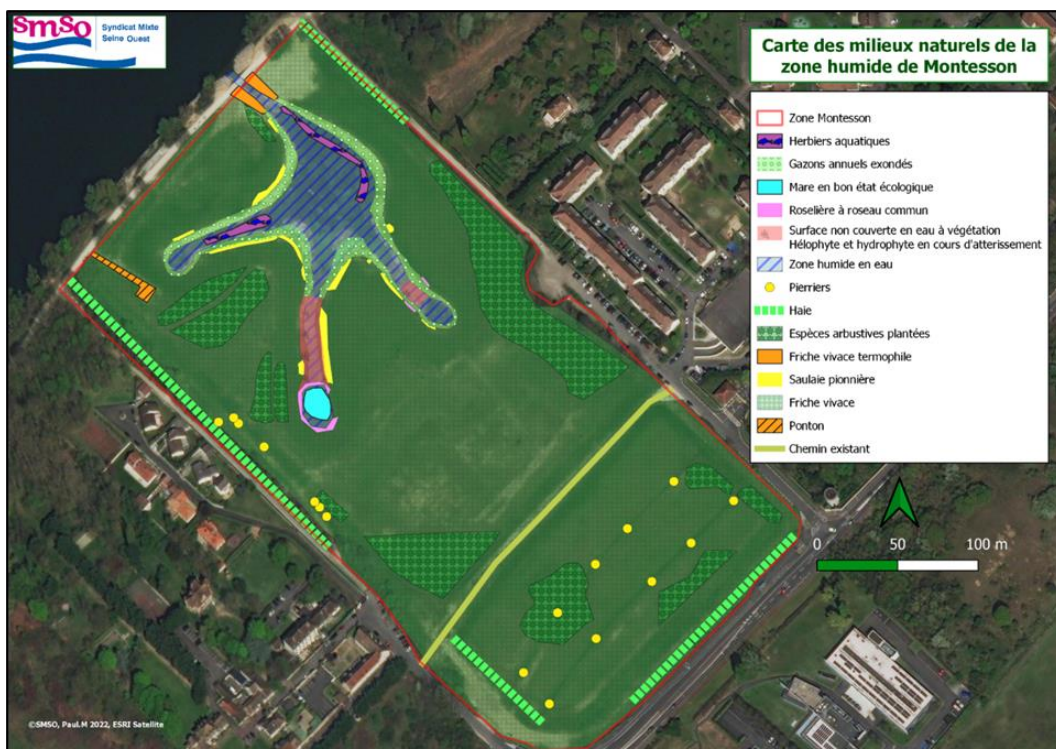 smso
Syndicat Mixte
Seine Ouest
Carte des milieux naturels de la
zone humide de Montesson
Zone Montesson
Herbiers aquatiques
Gazons annuels exondés
Mare en bon état écologique
Roselière à roseau commun
Surface non couverte en eau à végétation
Hélophyte et hydrophyte en cours d'atterissement
Zone humide en eau
Pierriers
Haie
Espèces arbustives plantées
Friche vivace termophile
Saulaie pionnière
Friche vivace
Ponton
Chemin existant
0 50 100 m
©SMSO, Paul.M 2022, ESRI Satellite